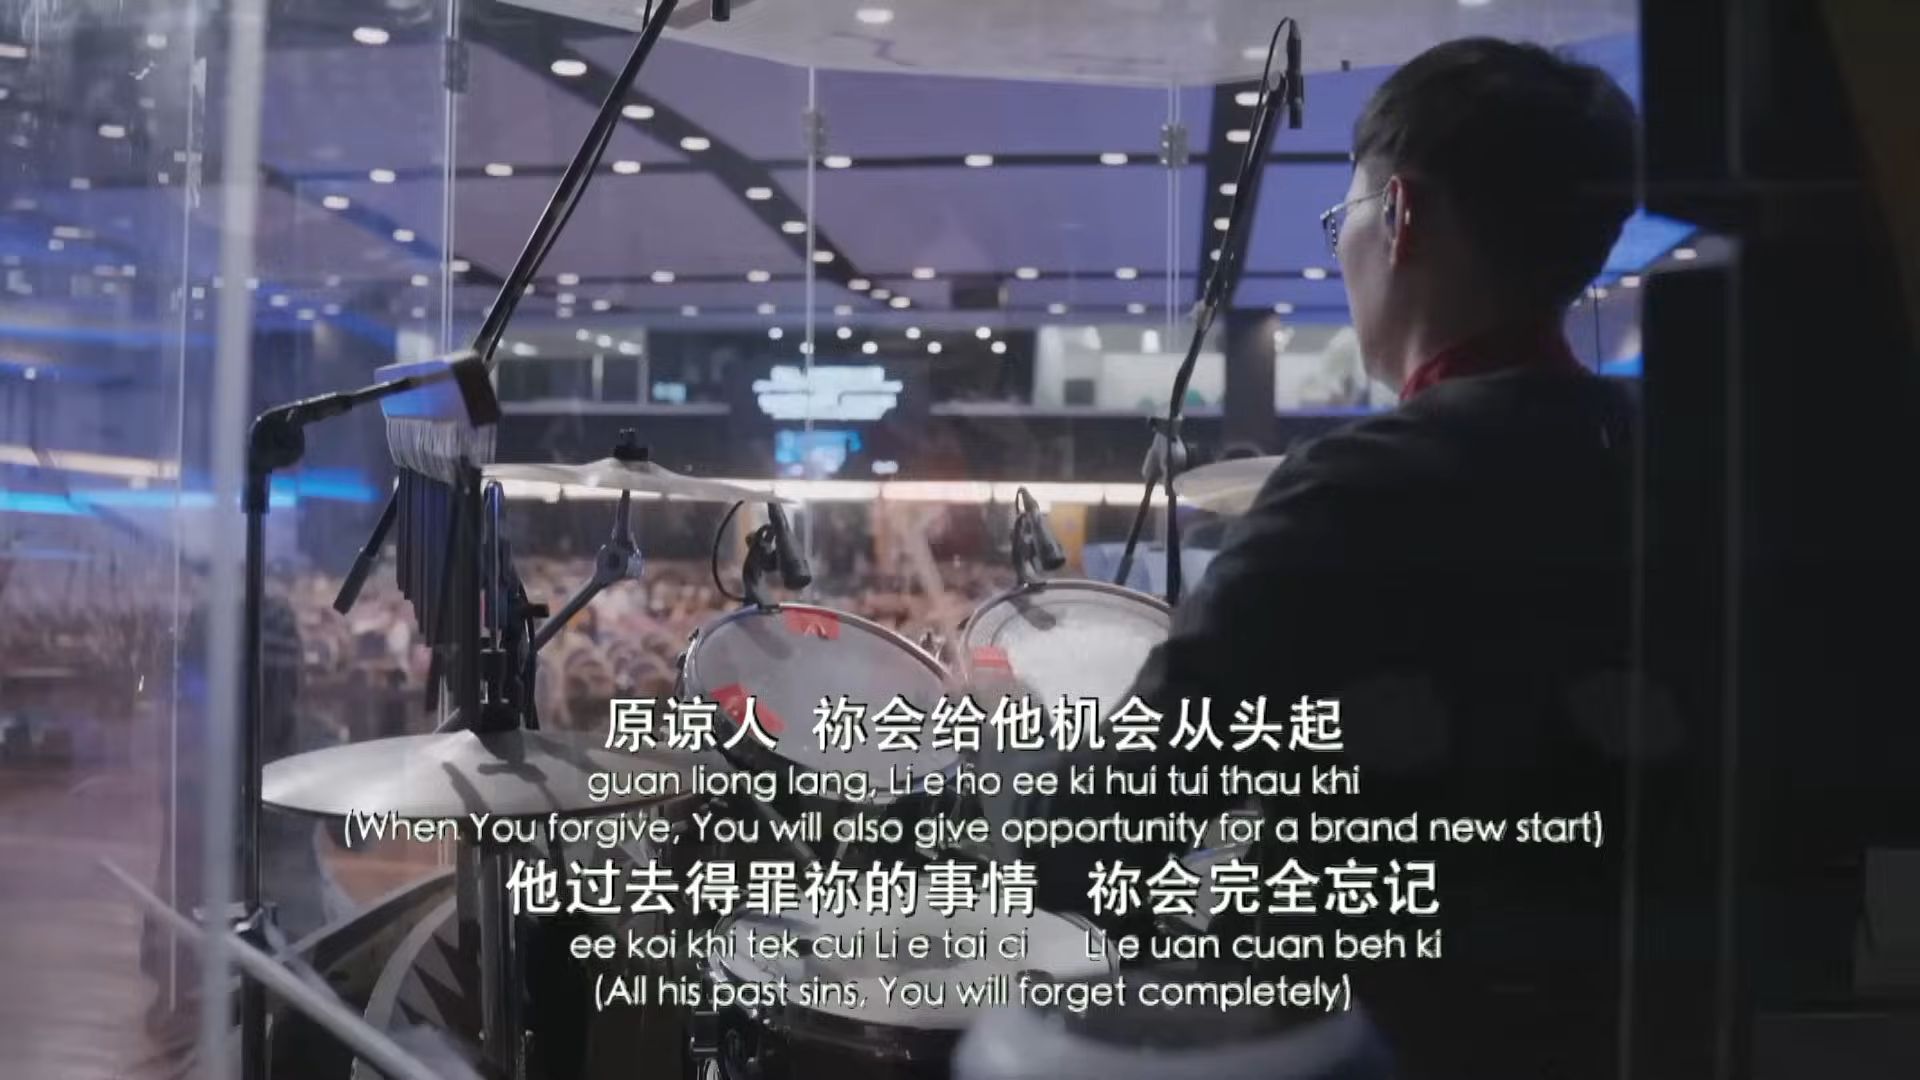 原谅人 祢会给他机会从头起
guan liong lang, Li e ho ee ki hui tui thau khi
(When You forgive, You will also give opportunity for a brand new start)
他过去得罪祢的事情 祢会完全忘记
ee koi khi tek cui Li e tai ci Li e uan cuan beh ki
(All his past sins, You will forget completely)